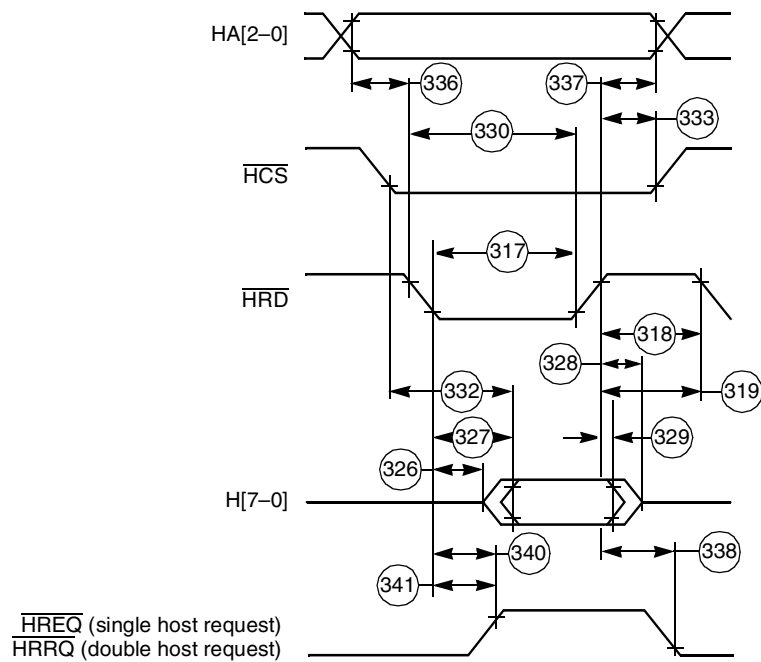 HA[2–0]
336
337
333
330
HCS
317
HRD
318
328
332
319
327
329
326
H[7–0]
340
338
341
HREQ (single host request)
HRRQ (double host request)